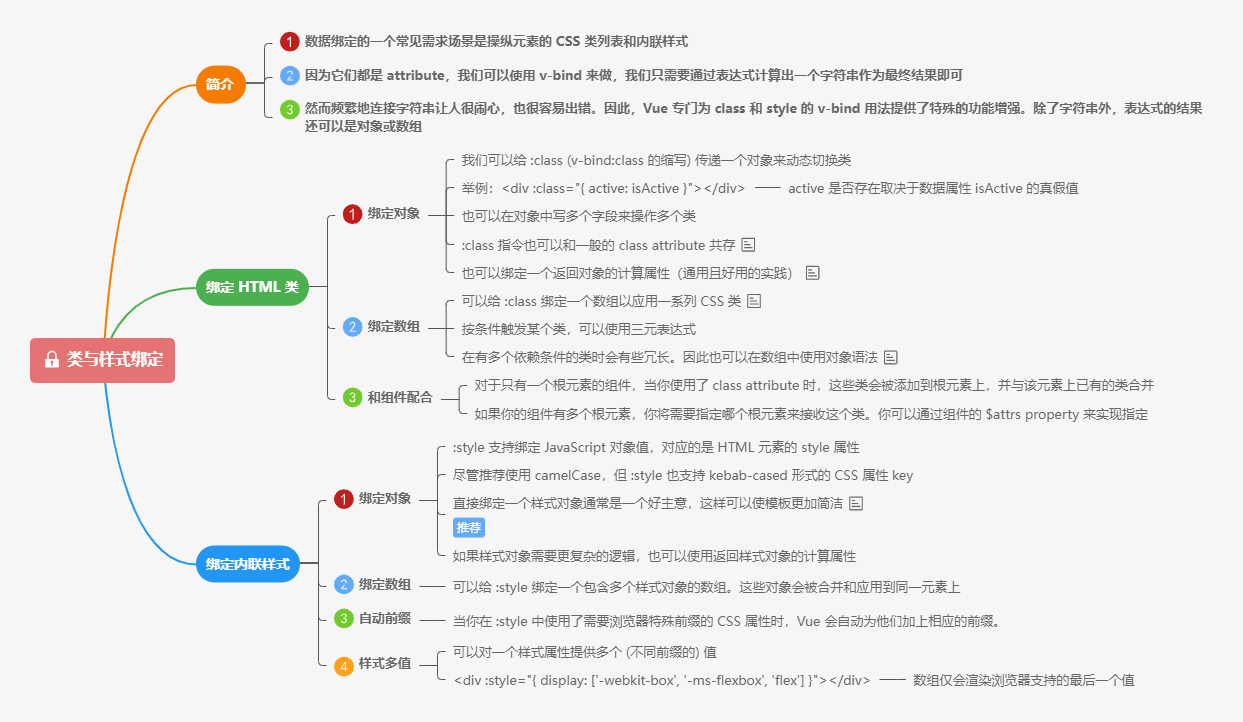 类与样式绑定
简介
1 数据绑定的一个常见需求场景是操纵元素的 CSS 类列表和内联样式
2 因为它们都是 attribute，我们可以使用 v-bind 来做，我们只需要通过表达式计算出一个字符串作为最终结果即可
3 然而频繁地连接字符串让人很闹心，也很容易出错。因此，Vue 专门为 class 和 style 的 v-bind 用法提供了特殊的功能增强。除了字符串外，表达式的结果
还可以是对象或数组
绑定 HTML 类
1 绑定对象
我们可以给 :class (v-bind:class 的缩写) 传递一个对象来动态切换类
举例：<div :class="{ active: isActive }"></div> active 是否存在取决于数据属性 isActive 的真假值
也可以在对象中写多个字段来操作多个类
:class 指令也可以和一般的 class attribute 共存
也可以绑定一个返回对象的计算属性（通用且好用的实践）
2 绑定数组
可以给 :class 绑定一个数组以应用一系列 CSS 类
按条件触发某个类，可以使用三元表达式
在有多个依赖条件的类时会有些冗长。因此也可以在数组中使用对象语法
3 和组件配合
对于只有一个根元素的组件，当你使用了 class attribute 时，这些类会被添加到根元素上，并与该元素上已有的类合并
如果你的组件有多个根元素，你将需要指定哪个根元素来接收这个类。你可以通过组件的 $attrs property 来实现指定
绑定内联样式
1 绑定对象
:style 支持绑定 JavaScript 对象值，对应的是 HTML 元素的 style 属性
尽管推荐使用 camelCase，但 :style 也支持 kebab-cased 形式的 CSS 属性 key
直接绑定一个样式对象通常是一个好主意，这样可以使模板更加简洁
推荐
如果样式对象需要更复杂的逻辑，也可以使用返回样式对象的计算属性
2 绑定数组
可以给 :style 绑定一个包含多个样式对象的数组。这些对象会被合并和应用到同一元素上
3 自动前缀
当你在 :style 中使用了需要浏览器特殊前缀的 CSS 属性时，Vue 会自动为他们加上相应的前缀。
4 样式多值
可以对一个样式属性提供多个 (不同前缀的) 值
<div :style="{ display: ['-webkit-box', '-ms-flexbox', 'flex'] }"></div> 数组仅会渲染浏览器支持的最后一个值